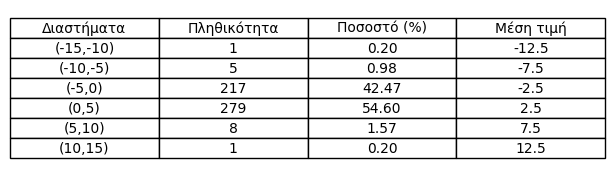 Διαστήματα Πληθικότητα Ποσοστό (%) Μέση τιμή
(-15,-10) 1 0.20 -12.5
(-10,-5) 5 0.98 -7.5
(-5,0) 217 42.47 -2.5
(0,5) 279 54.60 2.5
(5,10) 8 1.57 7.5
(10,15) 1 0.20 12.5